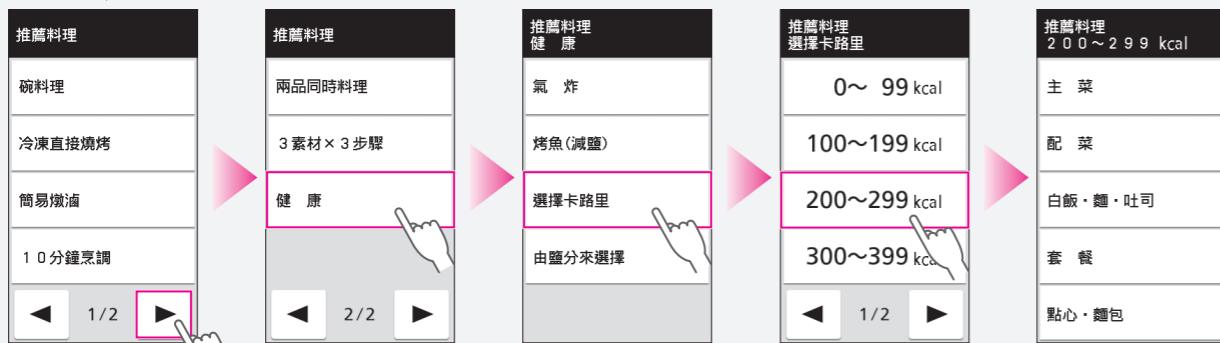 推薦料理
碗料理
冷凍直接燒烤
簡易燉滷
10分鐘烹調
1/2
推薦料理
兩品同時料理
3素材×3步驟
健 康
2/2
推薦料理
健 康
氣 炸
烤魚(減鹽)
選擇卡路里
由鹽分來選擇
推薦料理
選擇卡路里
0~ 99 kcal
100~199 kcal
200~299 kcal
300~399 kcal
1/2
推薦料理
200~299 kcal
主 菜
配 菜
白飯・麵・吐司
套 餐
點心・麵包